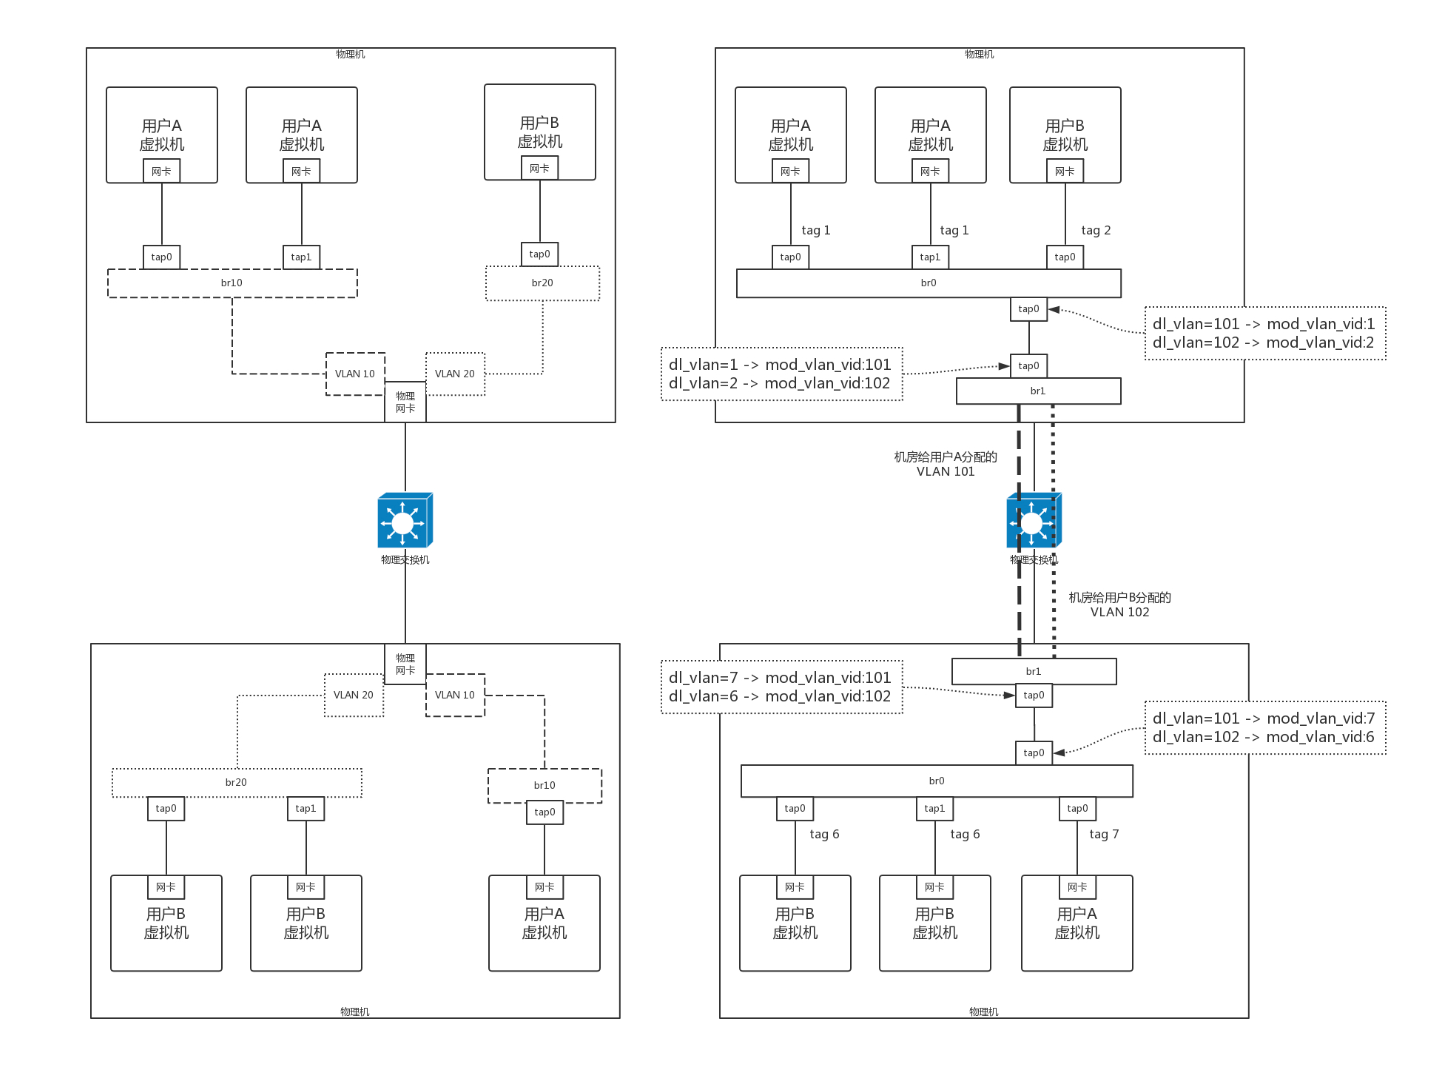 物理机
用户A
虚拟机
网卡
用户A
虚拟机
网卡
用户B
虚拟机
网卡
tap0
tap1
tap0
br10
br20
VLAN 10
VLAN 20
物理
网卡
物理交换机
物理
网卡
VLAN 20
VLAN 10
br20
br10
tap0
tap1
tap0
网卡
用户B
虚拟机
网卡
用户B
虚拟机
网卡
用户A
虚拟机
物理机
物理机
用户A
虚拟机
网卡
用户A
虚拟机
网卡
用户B
虚拟机
网卡
tag 1
tag 1
tag 2
tap0
tap1
tap0
br0
tap0
dl_vlan=101 -> mod_vlan_vid:1
dl_vlan=102 -> mod_vlan_vid:2
dl_vlan=1 -> mod_vlan_vid:101
dl_vlan=2 -> mod_vlan_vid:102
tap0
br1
机房给用户A分配的
VLAN 101
物理交换机
机房给用户B分配的
VLAN 102
br1
dl_vlan=7 -> mod_vlan_vid:101
dl_vlan=6 -> mod_vlan_vid:102
tap0
dl_vlan=101 -> mod_vlan_vid:7
dl_vlan=102 -> mod_vlan_vid:6
tap0
br0
tap0
tap1
tap0
tag 6
tag 6
tag 7
网卡
用户B
虚拟机
网卡
用户B
虚拟机
网卡
用户A
虚拟机
物理机